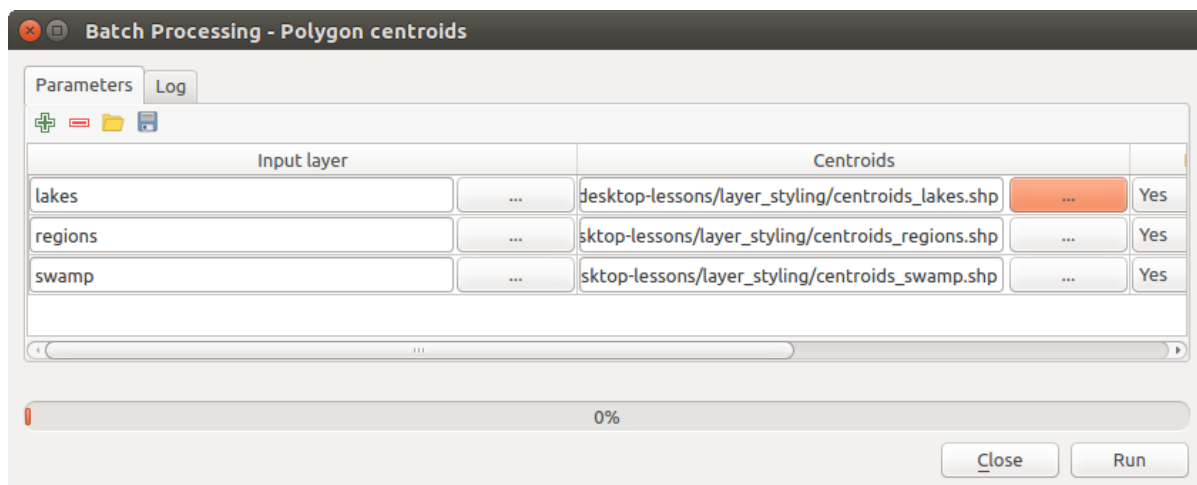 Batch Processing - Polygon centroids
Parameters Log
Input layer Centroids
lakes ... desktop-lessons/layer_styling/centroids_lakes.shp ... Yes
regions ... sktop-lessons/layer_styling/centroids_regions.shp ... Yes
swamp ... sktop-lessons/layer_styling/centroids_swamp.shp ... Yes
0%
Close Run